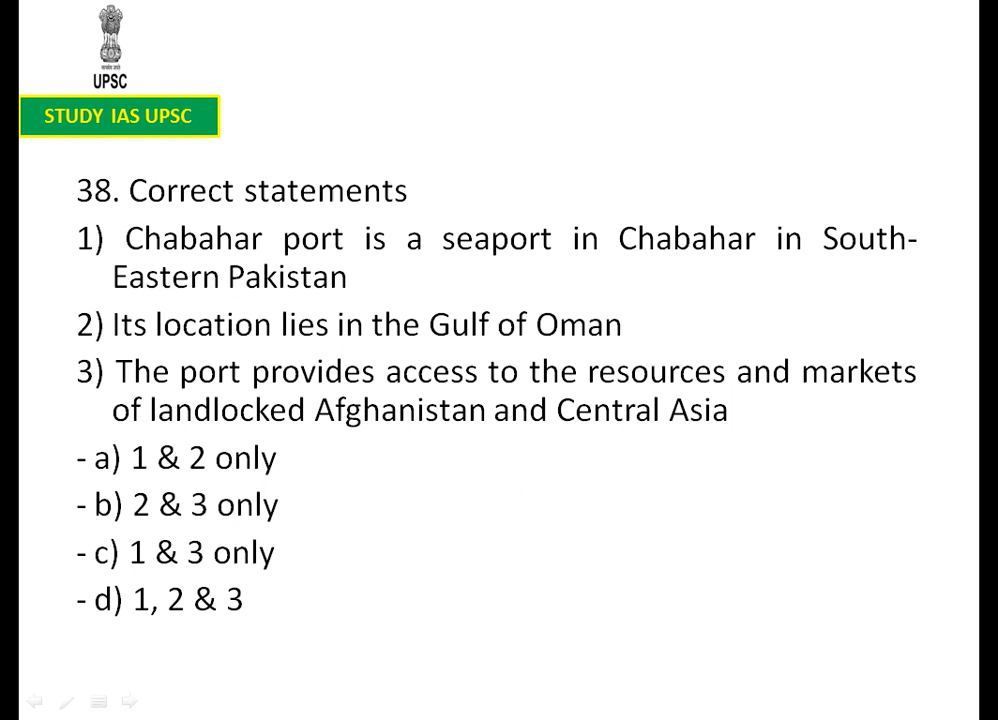 UPSC
STUDY IAS UPSC
38. Correct statements
1) Chabahar port is a seaport in Chabahar in South-
Eastern Pakistan
2) Its location lies in the Gulf of Oman
3) The port provides access to the resources and markets
of landlocked Afghanistan and Central Asia
- a) 1 & 2 only
- b) 2 & 3 only
- c) 1 & 3 only
- d) 1, 2 & 3